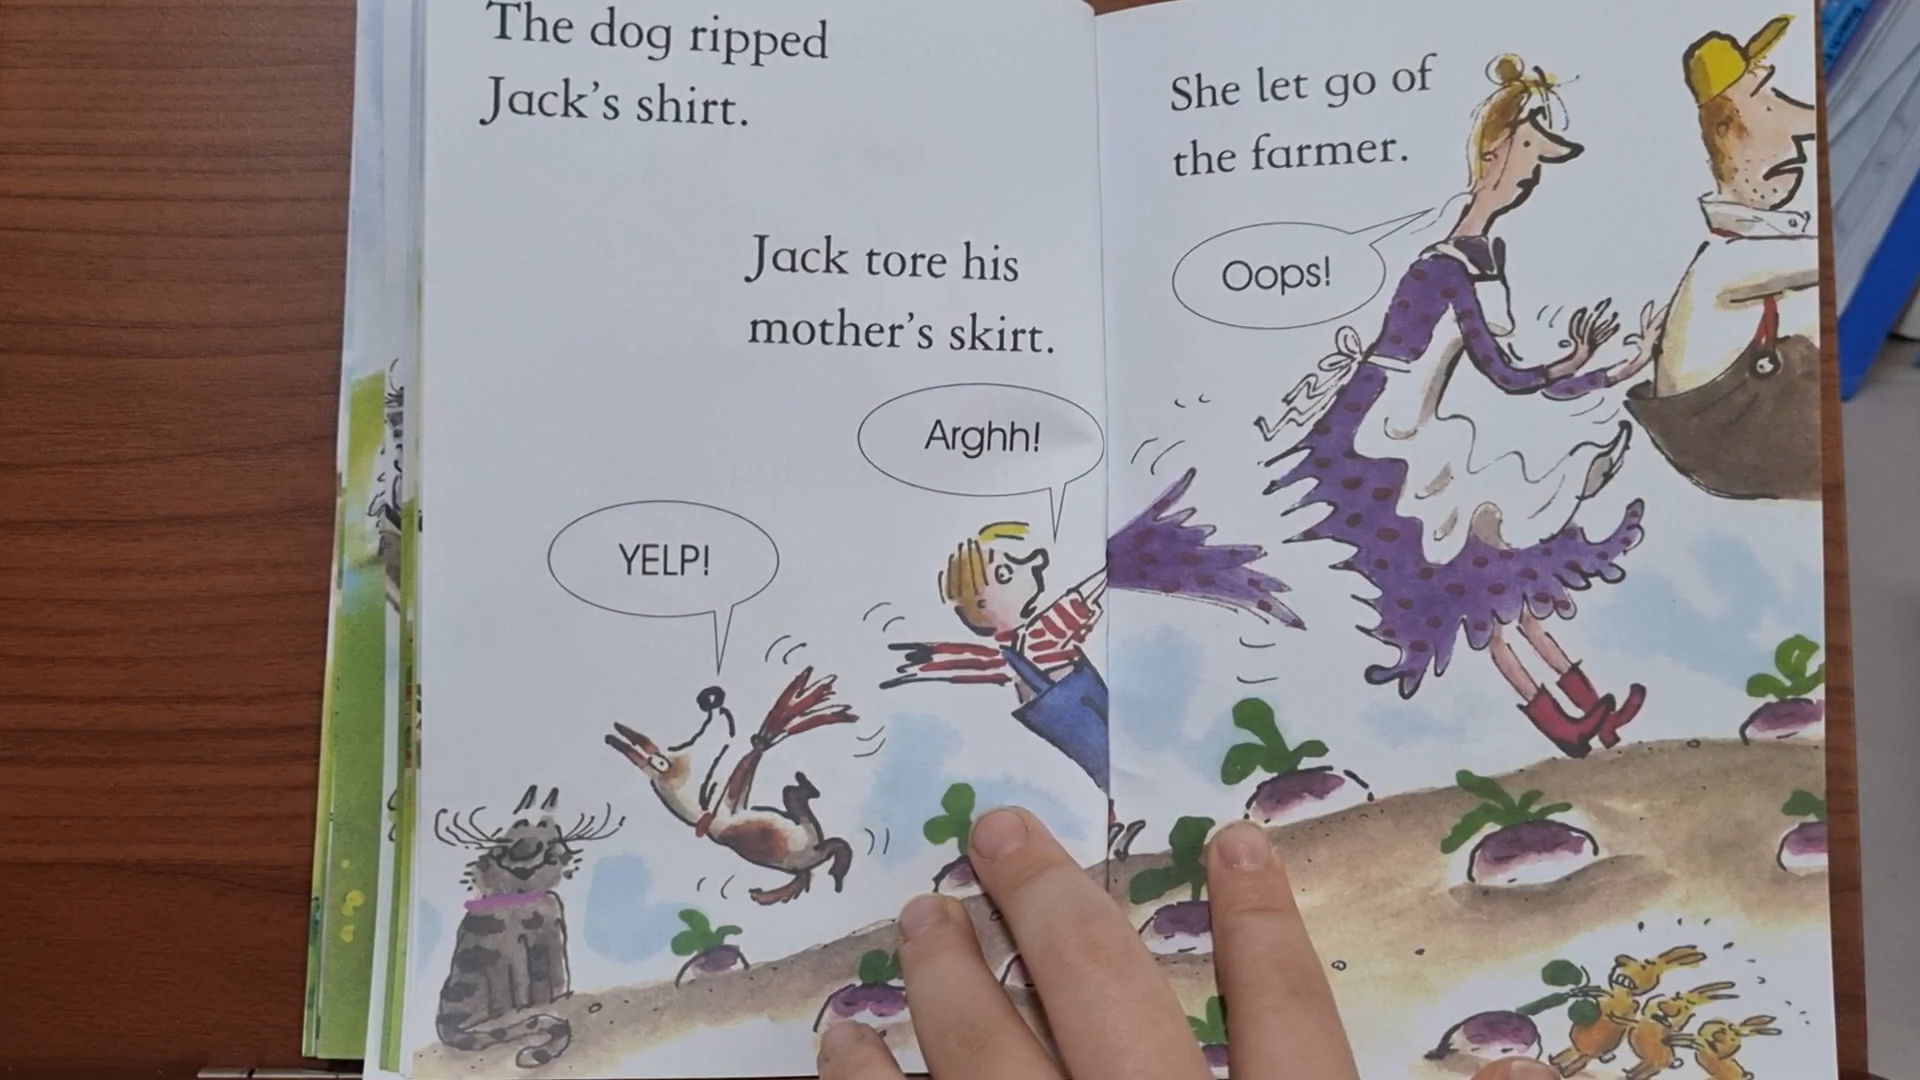 The dog ripped
Jack's shirt.
Jack tore his
mother's skirt.
Arghh!
YELP!
She let go of
the farmer.
Oops!